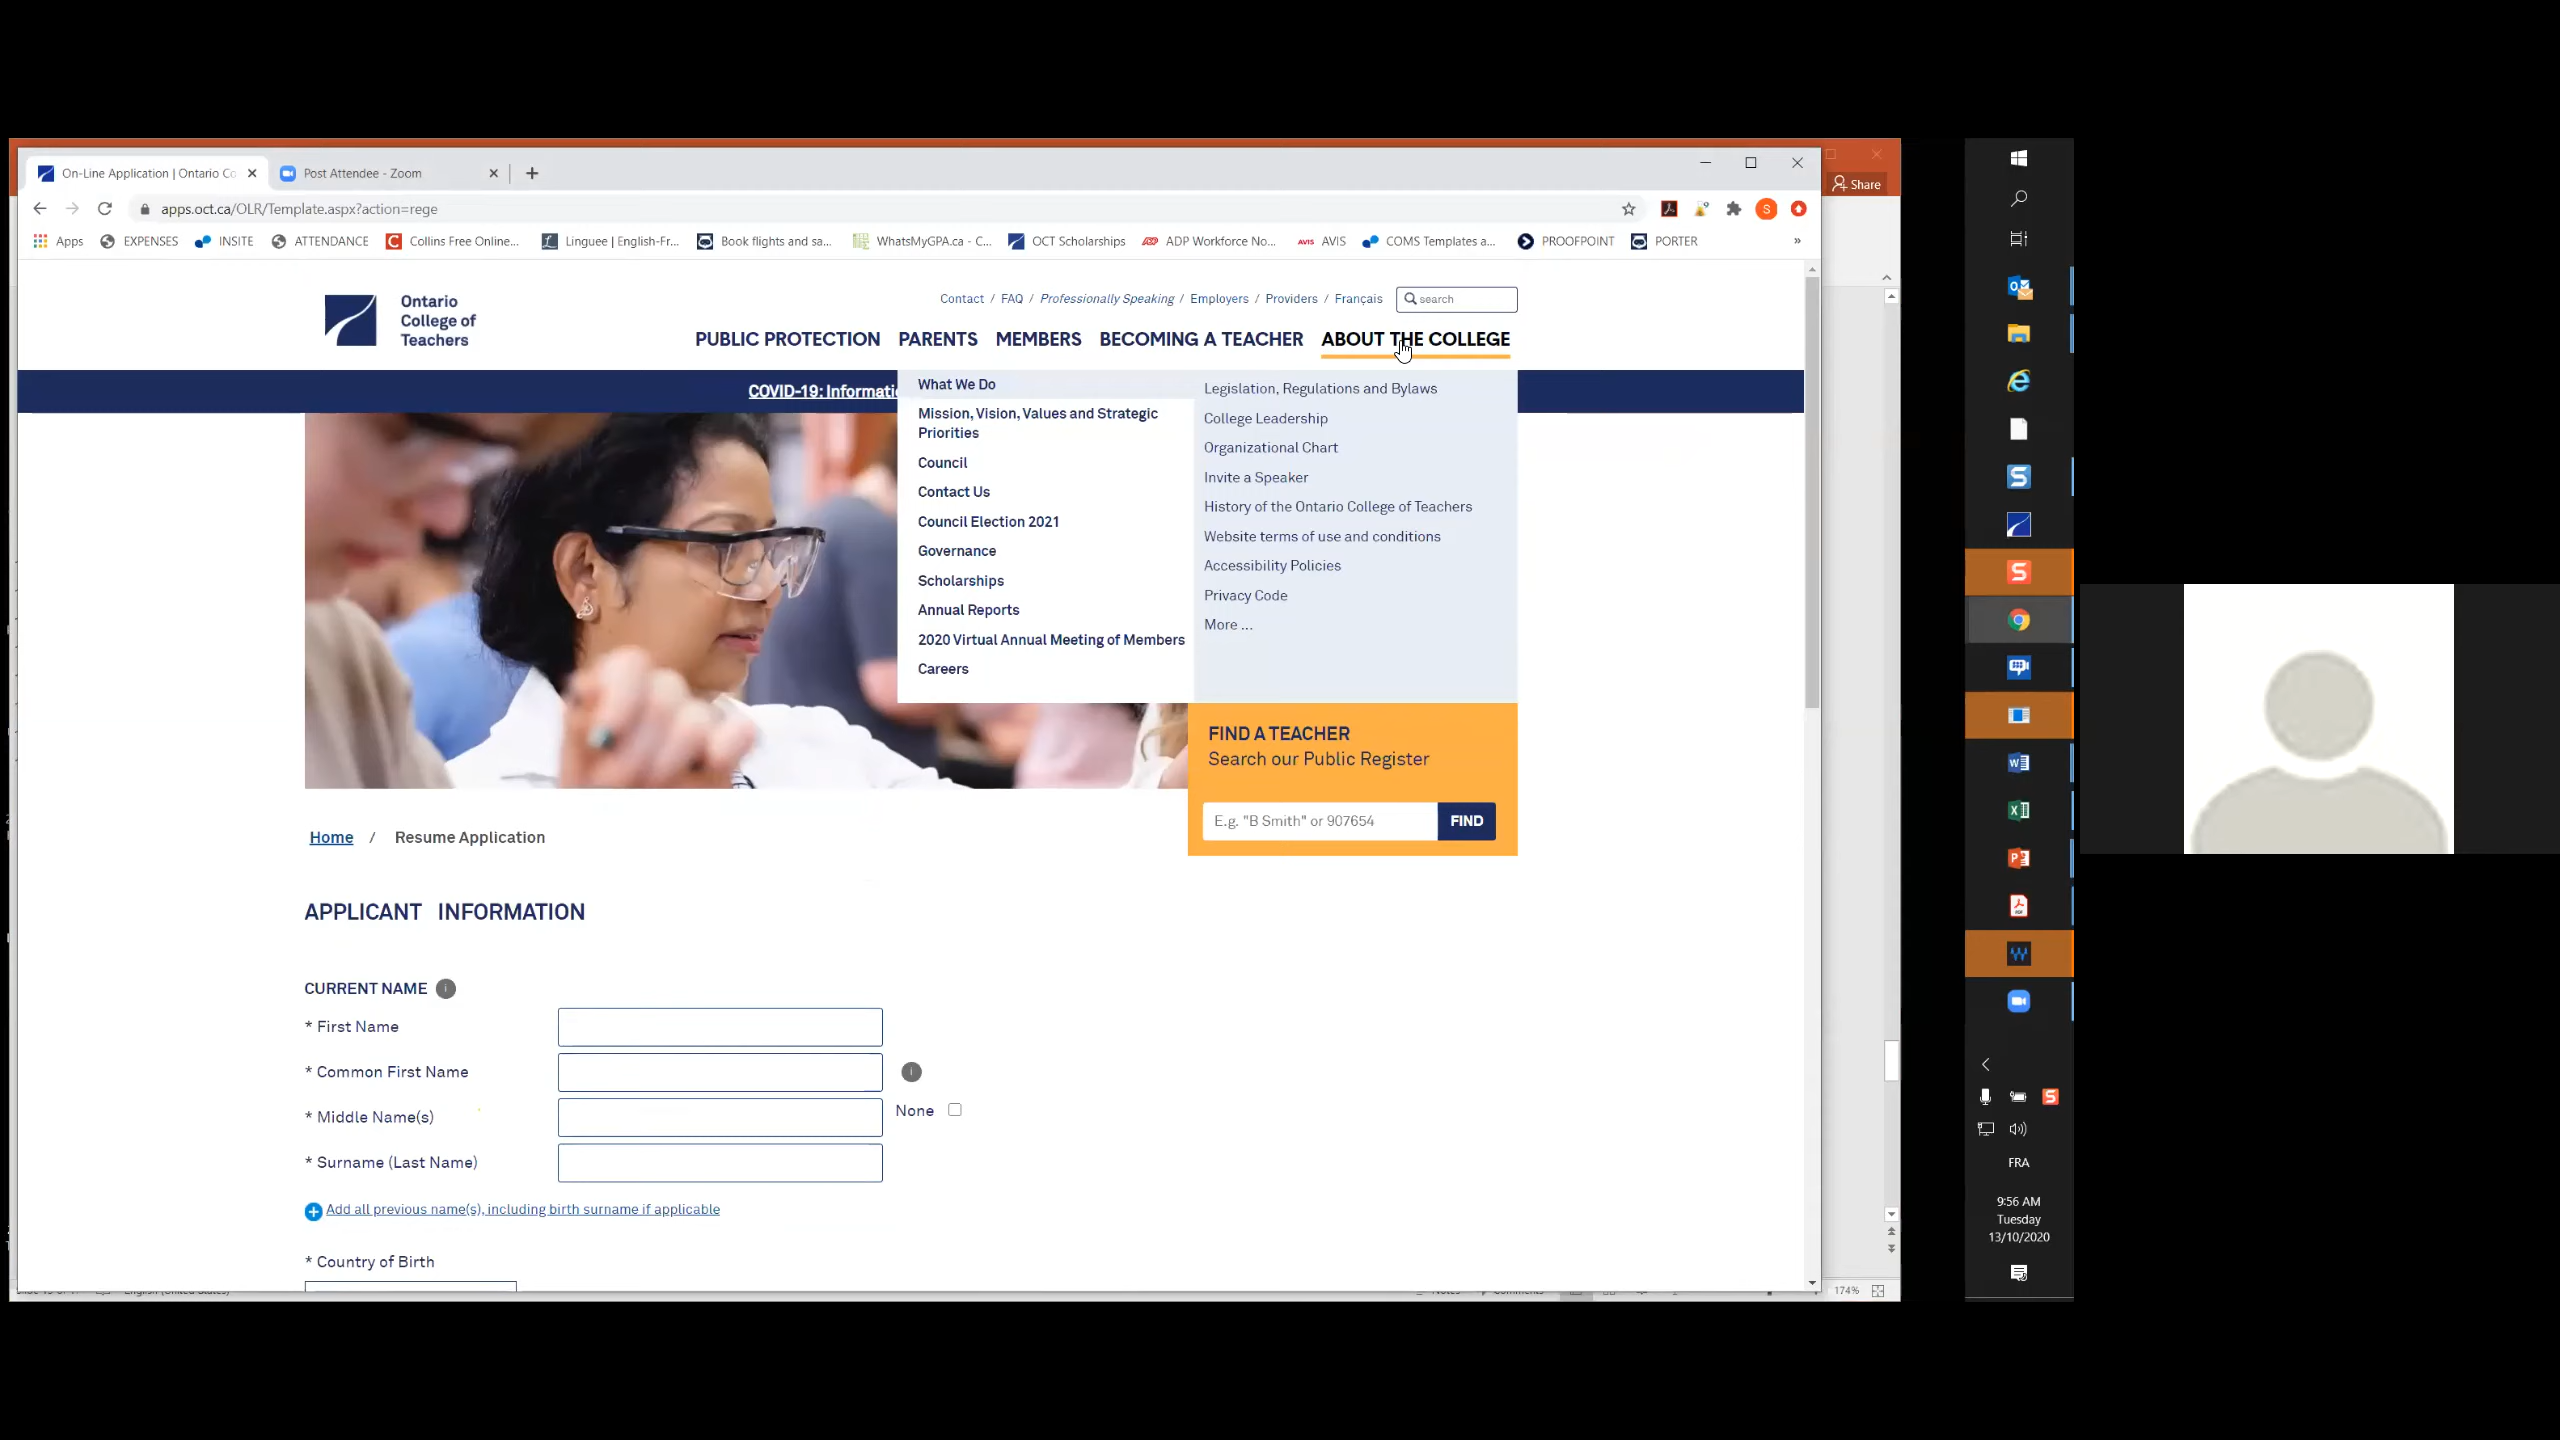 On-Line Application | Ontario Co
Post Attendee - Zoom
Share
apps.oct.ca/OLR/Template.aspx?action=rege
S
Apps
EXPENSES
INSITE
ATTENDANCE
Collins Free Online...
Linguee | English-Fr...
Book flights and sa...
WhatsMyGPA.ca - C...
OCT Scholarships
ADP Workforce No...
AVIS
AVIS
COMS Templates a...
PROOFPOINT
PORTER
»
Ontario
College of
Teachers
Contact / FAQ / Professionally Speaking / Employers / Providers / Français
search
PUBLIC PROTECTION
PARENTS
MEMBERS
BECOMING A TEACHER
ABOUT THE COLLEGE
COVID-19: Informatio
What We Do
Mission, Vision, Values and Strategic
Priorities
Council
Contact Us
Council Election 2021
Governance
Scholarships
Annual Reports
2020 Virtual Annual Meeting of Members
Careers
Legislation, Regulations and Bylaws
College Leadership
Organizational Chart
Invite a Speaker
History of the Ontario College of Teachers
Website terms of use and conditions
Accessibility Policies
Privacy Code
More ...
FIND A TEACHER
Search our Public Register
E.g. "B Smith" or 907654
FIND
Home / Resume Application
APPLICANT INFORMATION
CURRENT NAME
* First Name
* Common First Name
* Middle Name(s)
None
* Surname (Last Name)
Add all previous name(s), including birth surname if applicable
* Country of Birth
174%
FRA
9:56 AM
Tuesday
13/10/2020